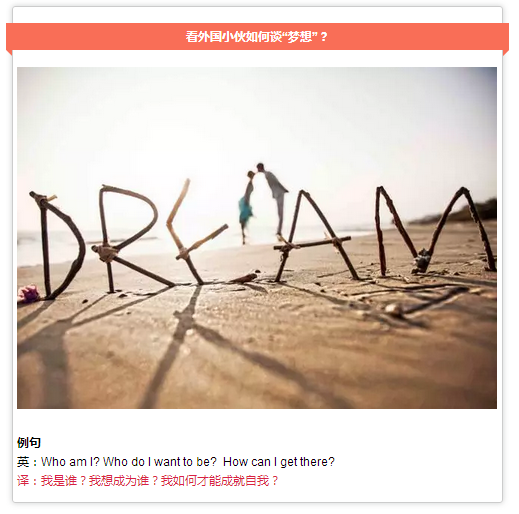 看外国小伙如何谈“梦想”？
DREAM
例句
英：Who am I? Who do I want to be? How can I get there?
译：我是谁？我想成为谁？我如何才能成就自我？